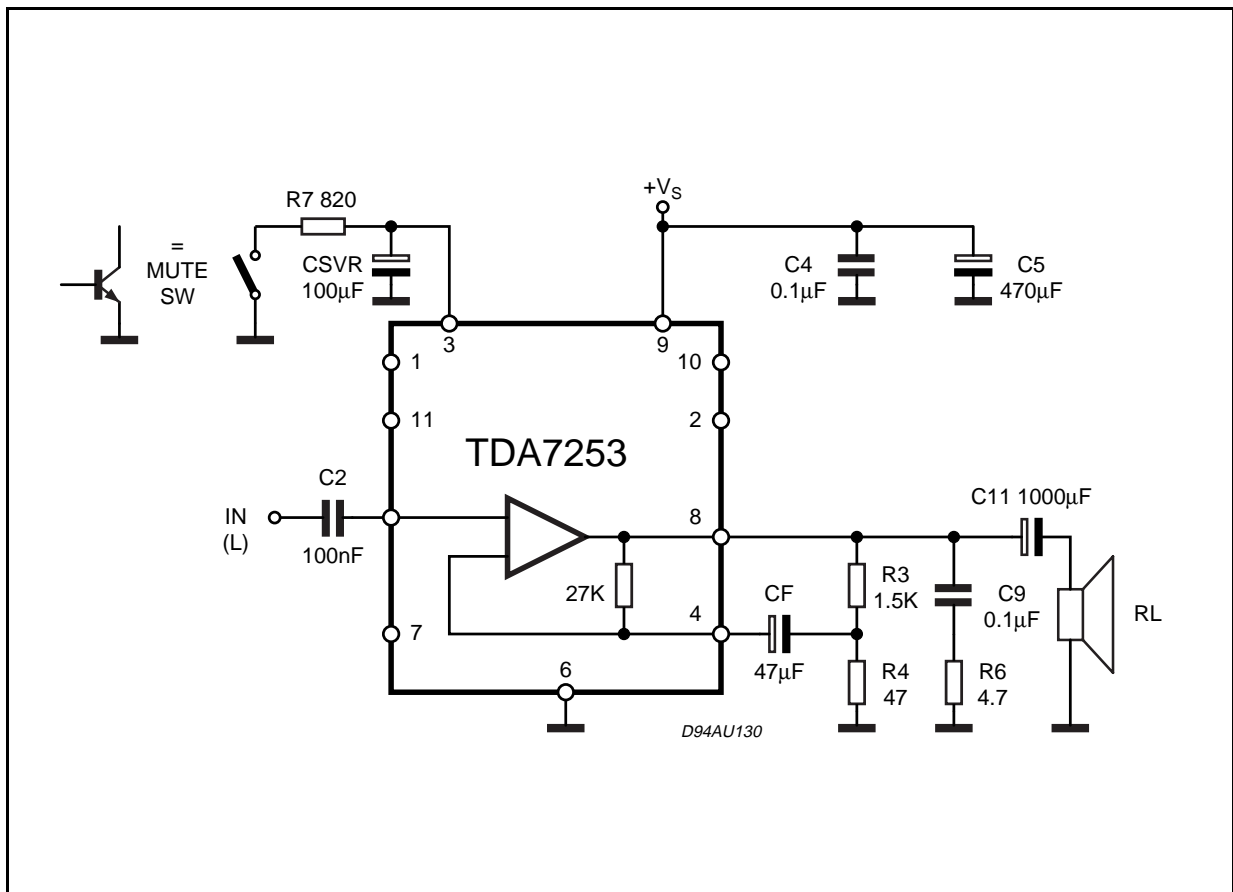 +VS
R7 820
=
MUTE
SW
CSVR
100µF
C4
0.1µF
C5
470µF
3
9
1
10
11
2
TDA7253
C2
IN
(L)
100nF
8
C11 1000µF
27K
CF
47µF
R3
1.5K
C9
0.1µF
RL
7
4
6
R4
47
R6
4.7
D94AU130